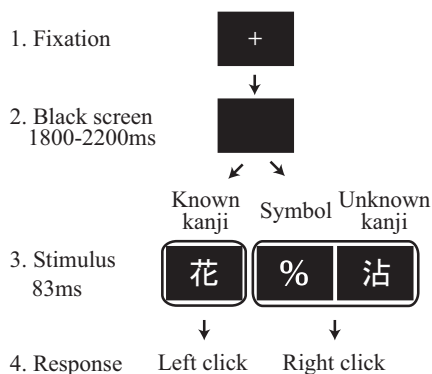 1. Fixation
+
2. Black screen
1800-2200ms
Known
kanji
Symbol
Unknown
kanji
3. Stimulus
83ms
花
%
沾
4. Response
Left click
Right click